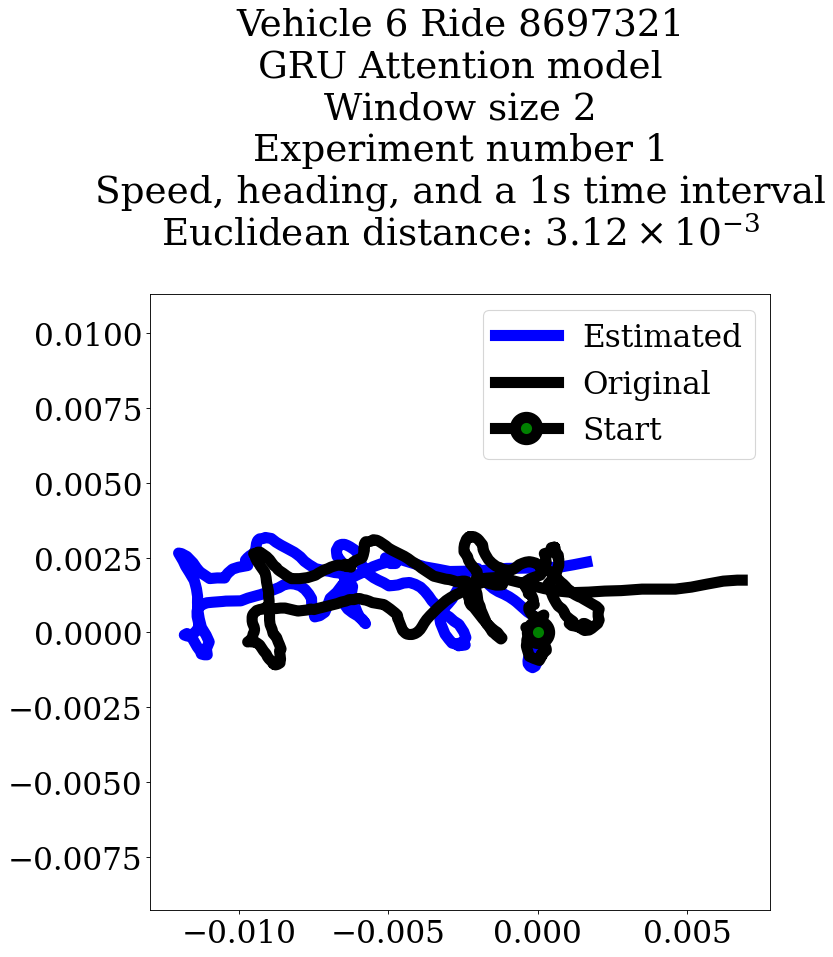 Vehicle 6 Ride 8697321
GRU Attention model
Window size 2
Experiment number 1
Speed, heading, and a 1s time interval
Euclidean distance: 3.12 × 10⁻³
Estimated
Original
Start
0.0100
0.0075
0.0050
0.0025
0.0000
−0.0025
−0.0050
−0.0075
−0.010
−0.005
0.000
0.005